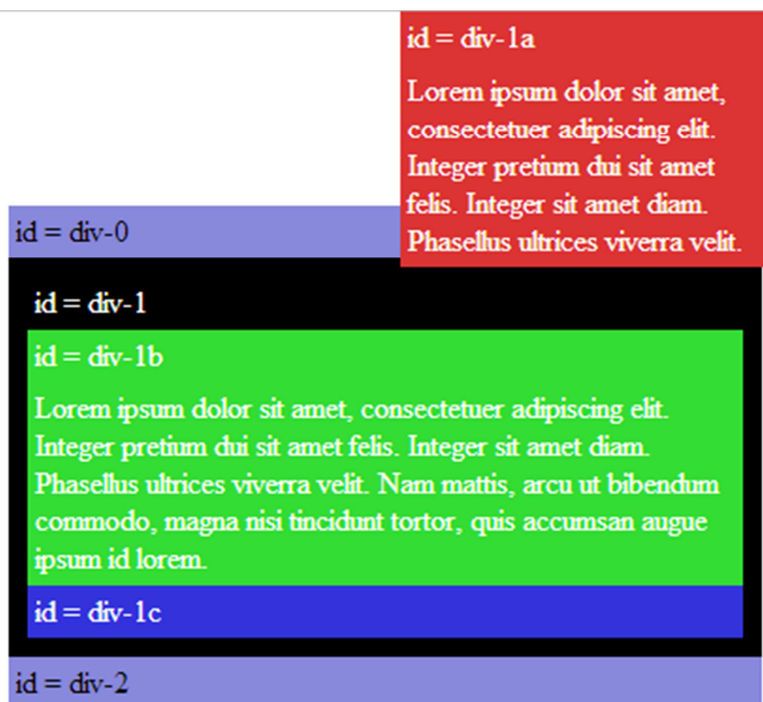 id = div-1a
Lorem ipsum dolor sit amet,
consectetuer adipiscing elit.
Integer pretium dui sit amet
felis. Integer sit amet diam.
Phasellus ultrices viverra velit.
id = div-0
id = div-1
id = div-1b
Lorem ipsum dolor sit amet, consectetuer adipiscing elit.
Integer pretium dui sit amet felis. Integer sit amet diam.
Phasellus ultrices viverra velit. Nam mattis, arcu ut bibendum
commodo, magna nisi tincidunt tortor, quis accumsan augue
ipsum id lorem.
id = div-1c
id = div-2